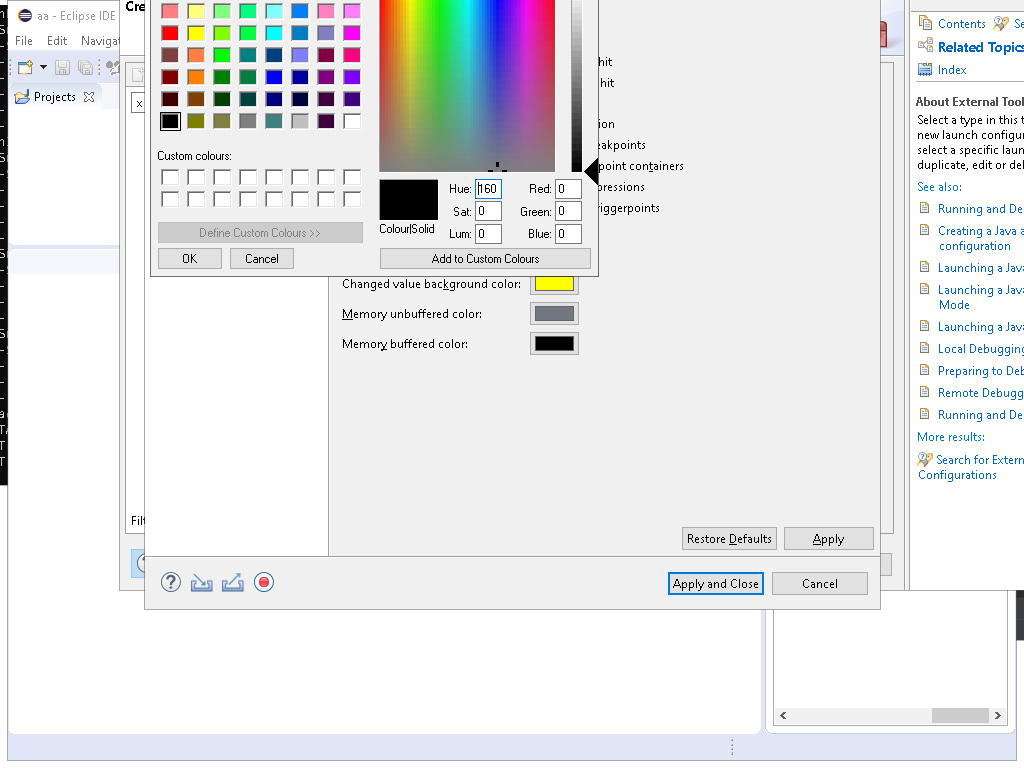 aa - Eclipse IDE
Cre
File Edit Navigat
Projects
x
Custom colours:
Define Custom Colours >>
OK
Cancel
Colour|Solid
Hue: 160
Sat: 0
Lum: 0
Red: 0
Green: 0
Blue: 0
Add to Custom Colours
hit
hit
ion
eakpoints
point containers
pressions
iggerpoints
Changed value background color:
Memory unbuffered color:
Memory buffered color:
Filt
Restore Defaults
Apply
Apply and Close
Cancel
Contents
Se
Related Topics
Index
About External Tool
Select a type in this t
new launch configur
select a specific laun
duplicate, edit or del
See also:
Running and De
Creating a Java a
configuration
Launching a Java
Launching a Java
Mode
Launching a Java
Local Debugging
Preparing to Deb
Remote Debugg
Running and De
More results:
Search for Extern
Configurations